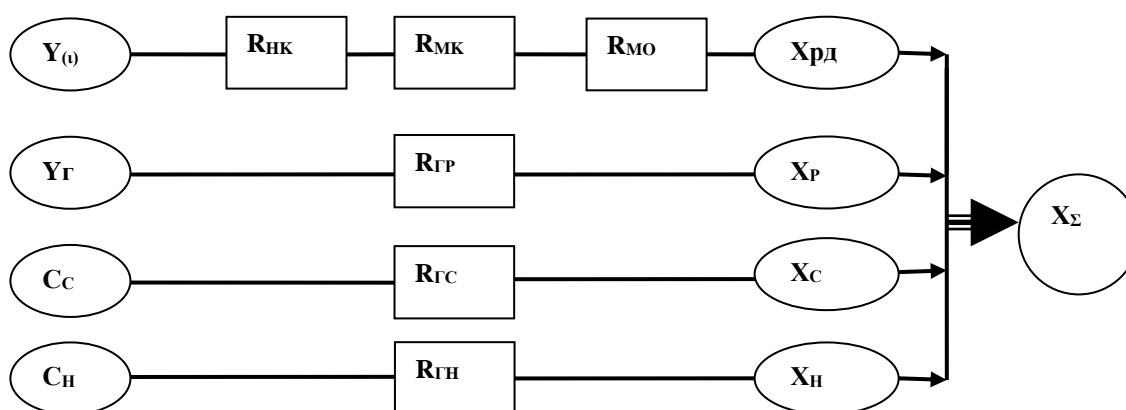 Y(ι) RНК RМК RМО Xрд
YГ RГР XР
XΣ
CС RГС XС
CН RГН XН